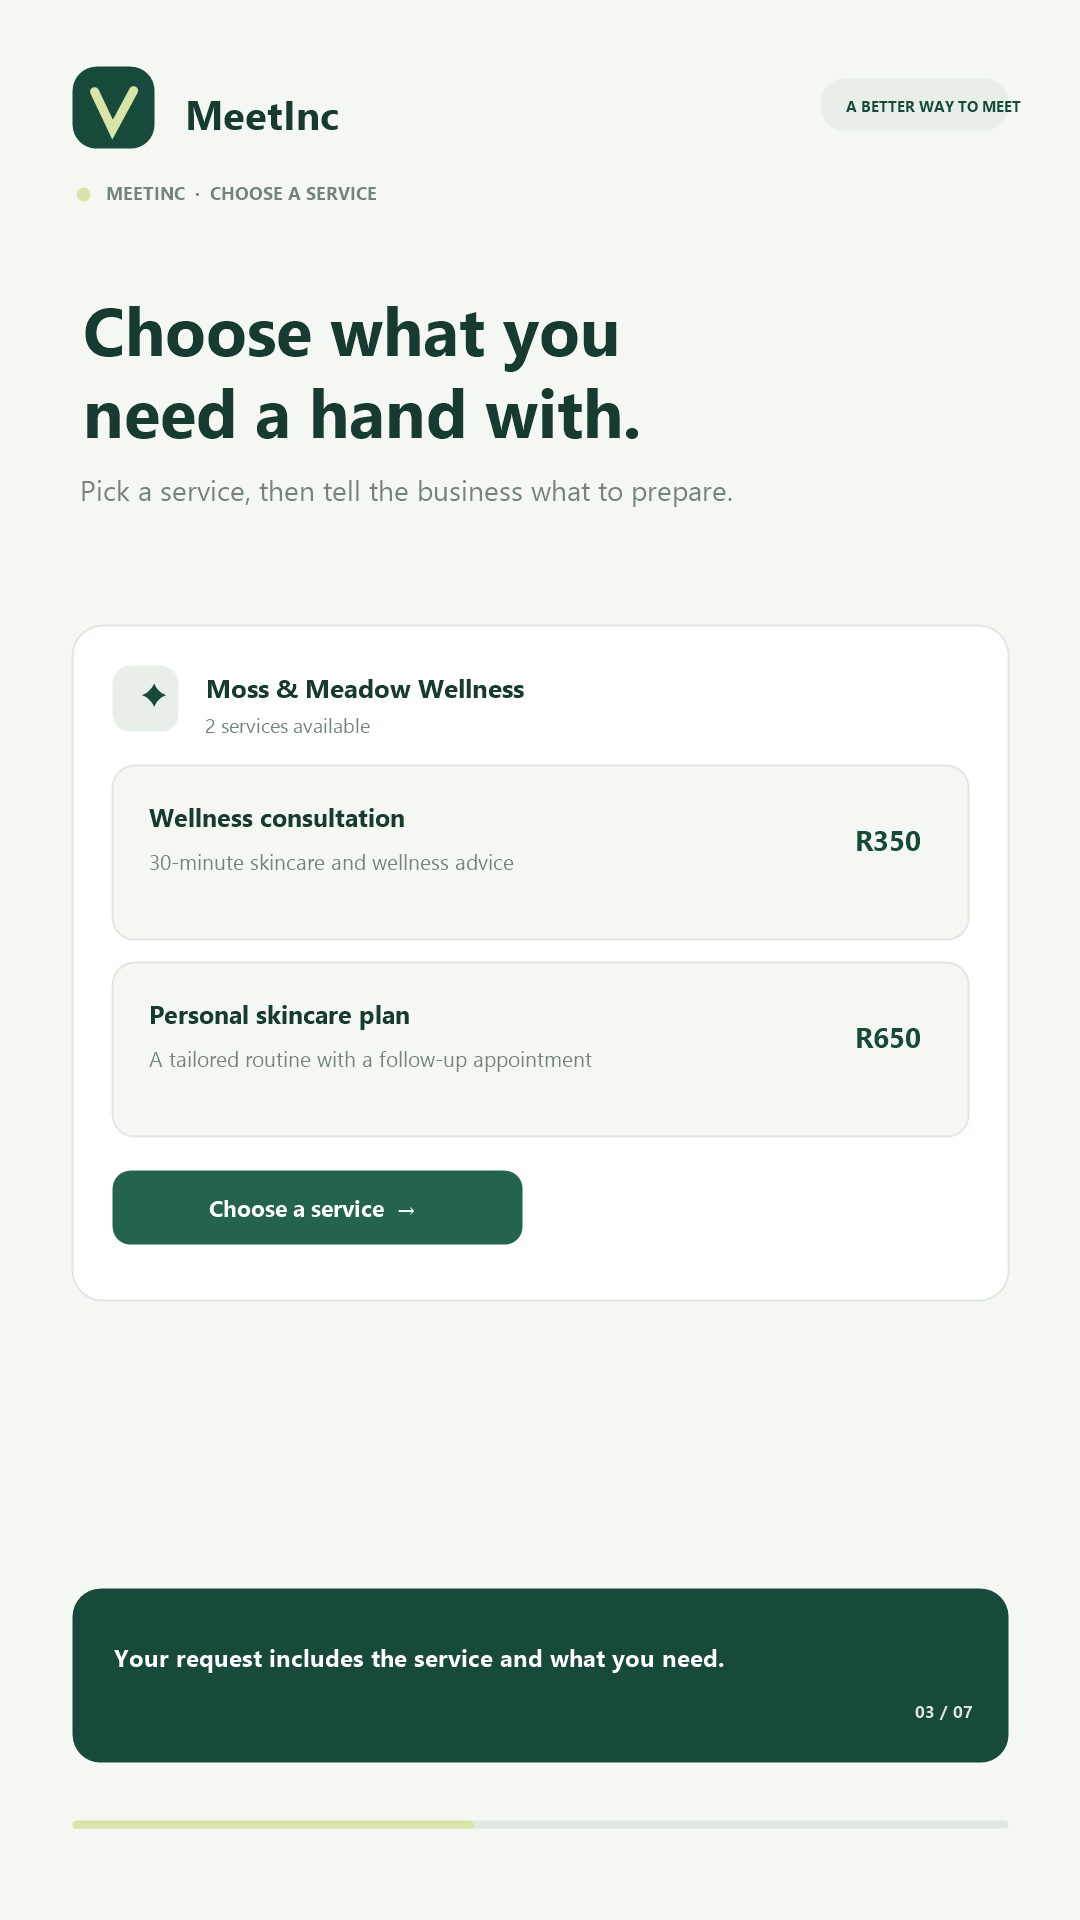 MeetInc
A BETTER WAY TO MEET
MEETINC · CHOOSE A SERVICE
Choose what you
need a hand with.
Pick a service, then tell the business what to prepare.
Moss & Meadow Wellness
2 services available
Wellness consultation
30-minute skincare and wellness advice
R350
Personal skincare plan
A tailored routine with a follow-up appointment
R650
Choose a service →
Your request includes the service and what you need.
03 / 07